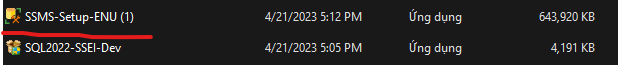 SSMS-Setup-ENU (1) 4/21/2023 5:12 PM Ứng dụng 643,920 KB
SQL2022-SSEI-Dev 4/21/2023 5:05 PM Ứng dụng 4,191 KB